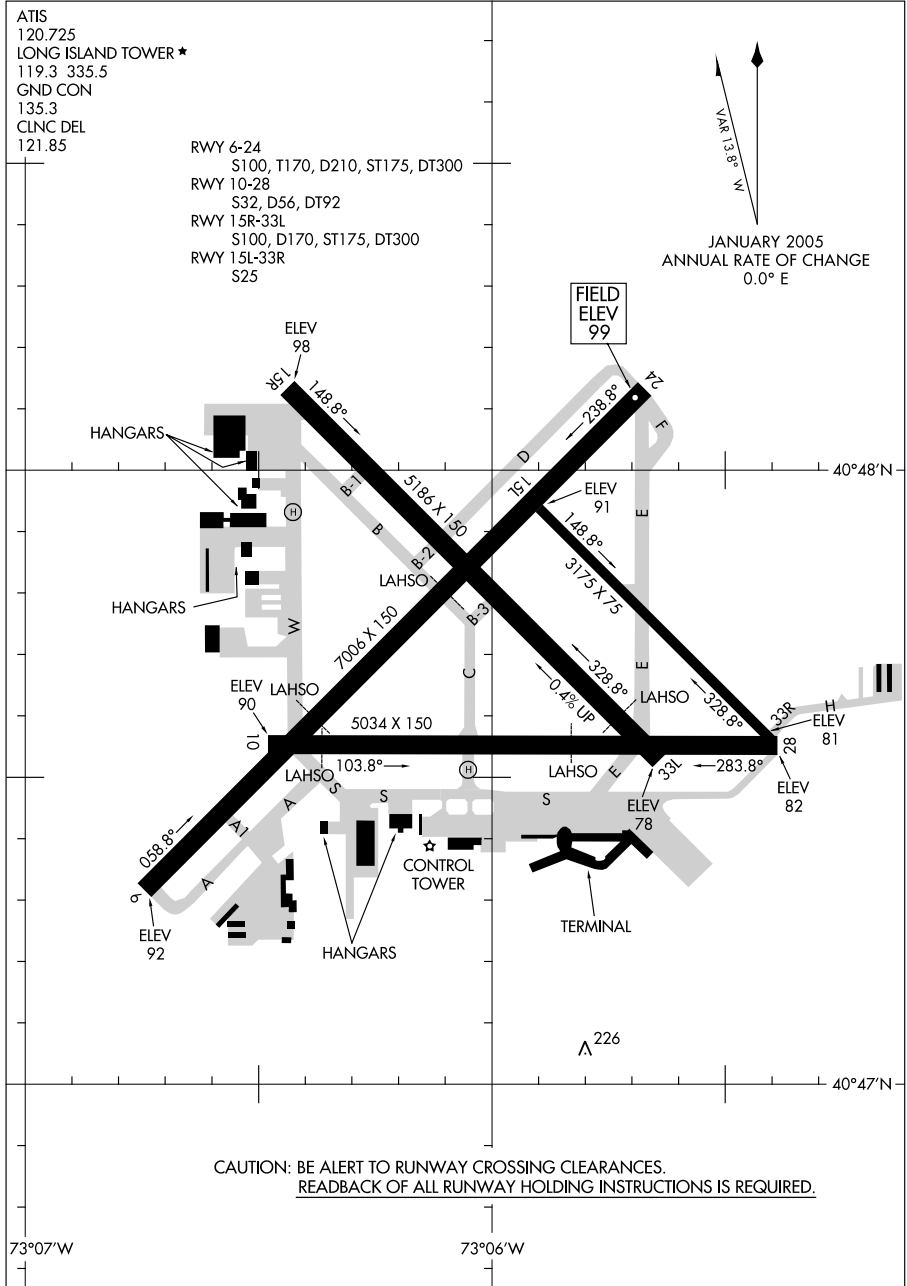 ATIS
120.725
LONG ISLAND TOWER ★
119.3 335.5
GND CON
135.3
CLNC DEL
121.85
RWY 6-24
S100, T170, D210, ST175, DT300
RWY 10-28
S32, D56, DT92
RWY 15R-33L
S100, D170, ST175, DT300
RWY 15L-33R
S25
VAR 13.8° W
JANUARY 2005
ANNUAL RATE OF CHANGE
0.0° E
FIELD
ELEV
99
ELEV
98
15R
148.8°
24
238.8°
F
HANGARS
D
15L
40°48'N
B-1
5186 X 150
ELEV
91
H
B
E
148.8°
3175 X 75
B-2
LAHSO
HANGARS
B-3
7006 X 150
W
C
E
328.8°
0.4% UP
LAHSO
328.8°
33R
H
ELEV
90
LAHSO
5034 X 150
ELEV
81
10
28
103.8°
H
LAHSO
LAHSO
E
33L
283.8°
ELEV
82
S
S
S
A
A1
ELEV
78
058.8°
A
CONTROL
TOWER
6
ELEV
92
HANGARS
TERMINAL
226
40°47'N
CAUTION: BE ALERT TO RUNWAY CROSSING CLEARANCES.
READBACK OF ALL RUNWAY HOLDING INSTRUCTIONS IS REQUIRED.
73°07'W
73°06'W